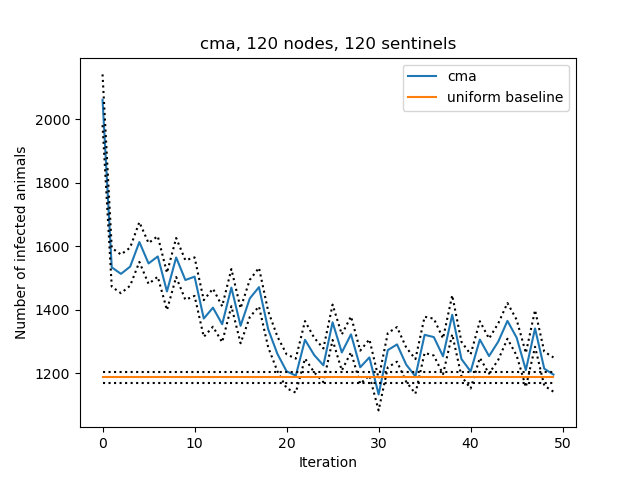 cma, 120 nodes, 120 sentinels
cma
uniform baseline
Number of infected animals
2000
1800
1600
1400
1200
0 10 20 30 40 50
Iteration